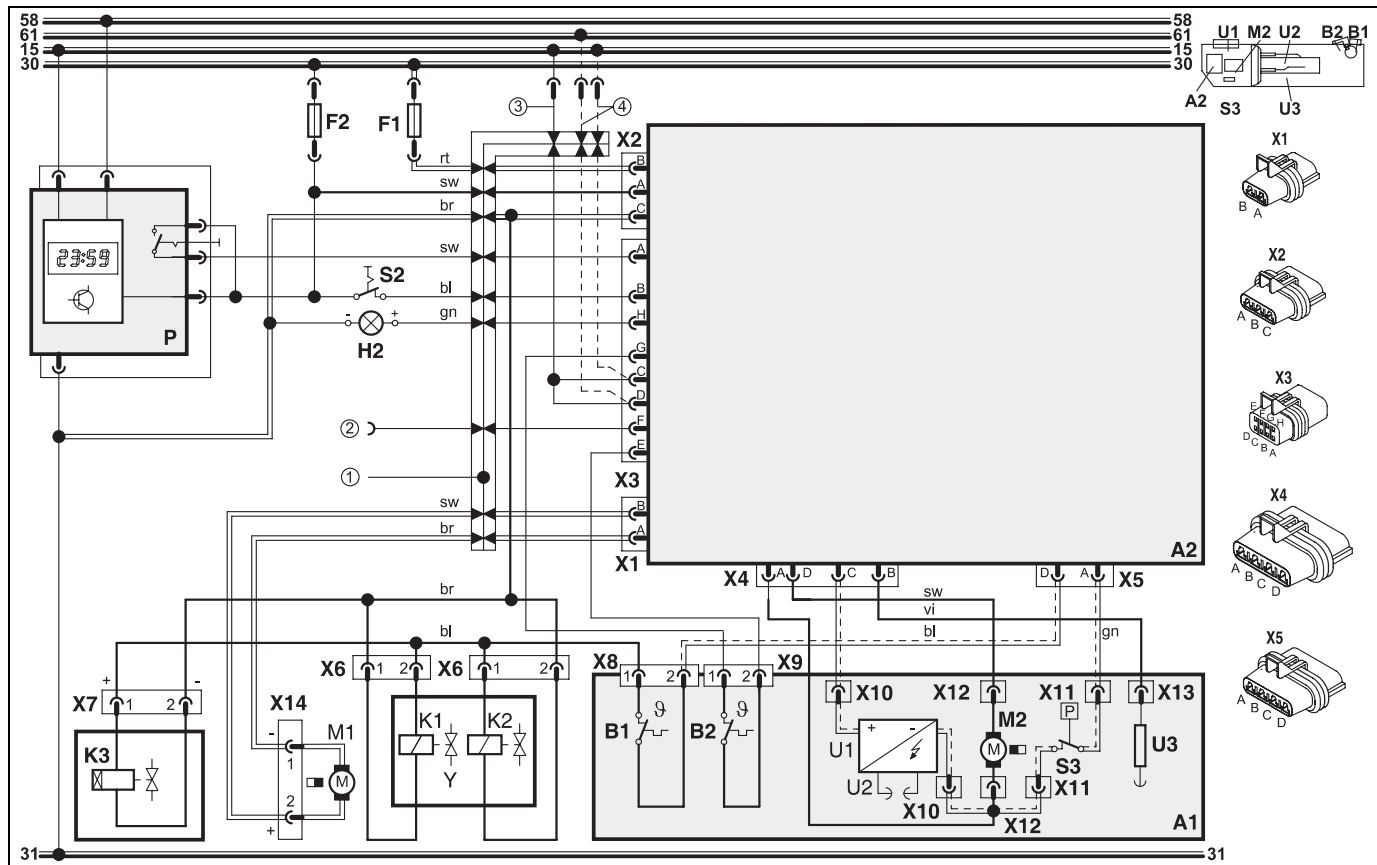 58 58
61 61
15 15
30 30
U1 M2 U2 B2 B1
A2 S3 U3
3 4
F2 F1
X2
rt B
sw A
br C
sw A
23:59
S2
bl B
gn H
- +
P
H2
G
C
D
2 F
E
X3
1
sw B
br A
X1
A2
X4 A D C B D A X5
sw
vi
br
bl
bl
gn
X6 1 2 X6 1 2
X8 1 2 1 2 X9
+ -
X7 1 2
X14
X10 X12 X11 X13
K3
M1
-
1
M
2
+
K1 K2
Y
B1 ϑ
B2 ϑ
+ -
U1
U2
M2
M
P
S3
U3
X10 X12 X11
A1
31 31
X1
B A
X2
A B C
X3
E F G H
D C B A
X4
A B C D
X5
A B C D